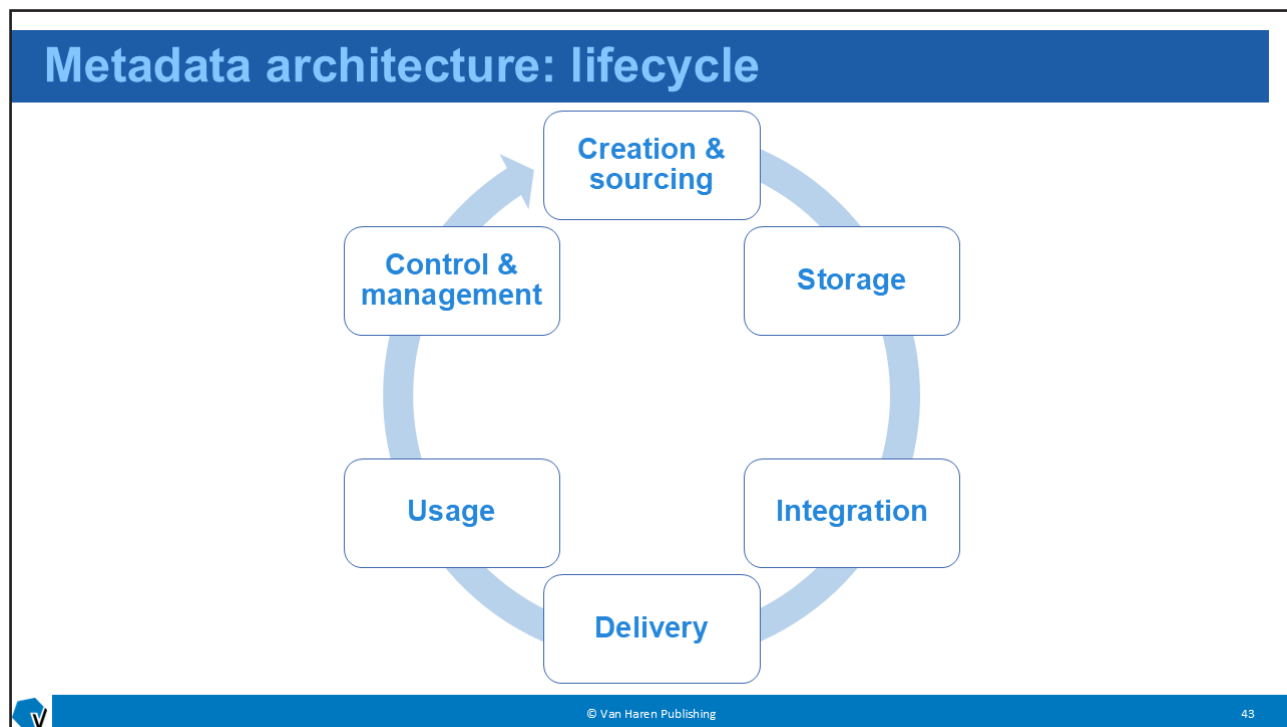 Metadata architecture: lifecycle
Creation &
sourcing
Storage
Integration
Delivery
Usage
Control &
management
V
© Van Haren Publishing
43